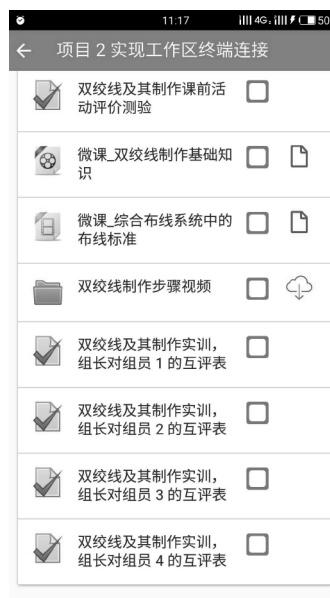 11:17
4G
50
← 项目 2 实现工作区终端连接
双绞线及其制作课前活
动评价测验
微课_双绞线制作基础知
识
微课_综合布线系统中的
布线标准
双绞线制作步骤视频
双绞线及其制作实训，
组长对组员 1 的互评表
双绞线及其制作实训，
组长对组员 2 的互评表
双绞线及其制作实训，
组长对组员 3 的互评表
双绞线及其制作实训，
组长对组员 4 的互评表